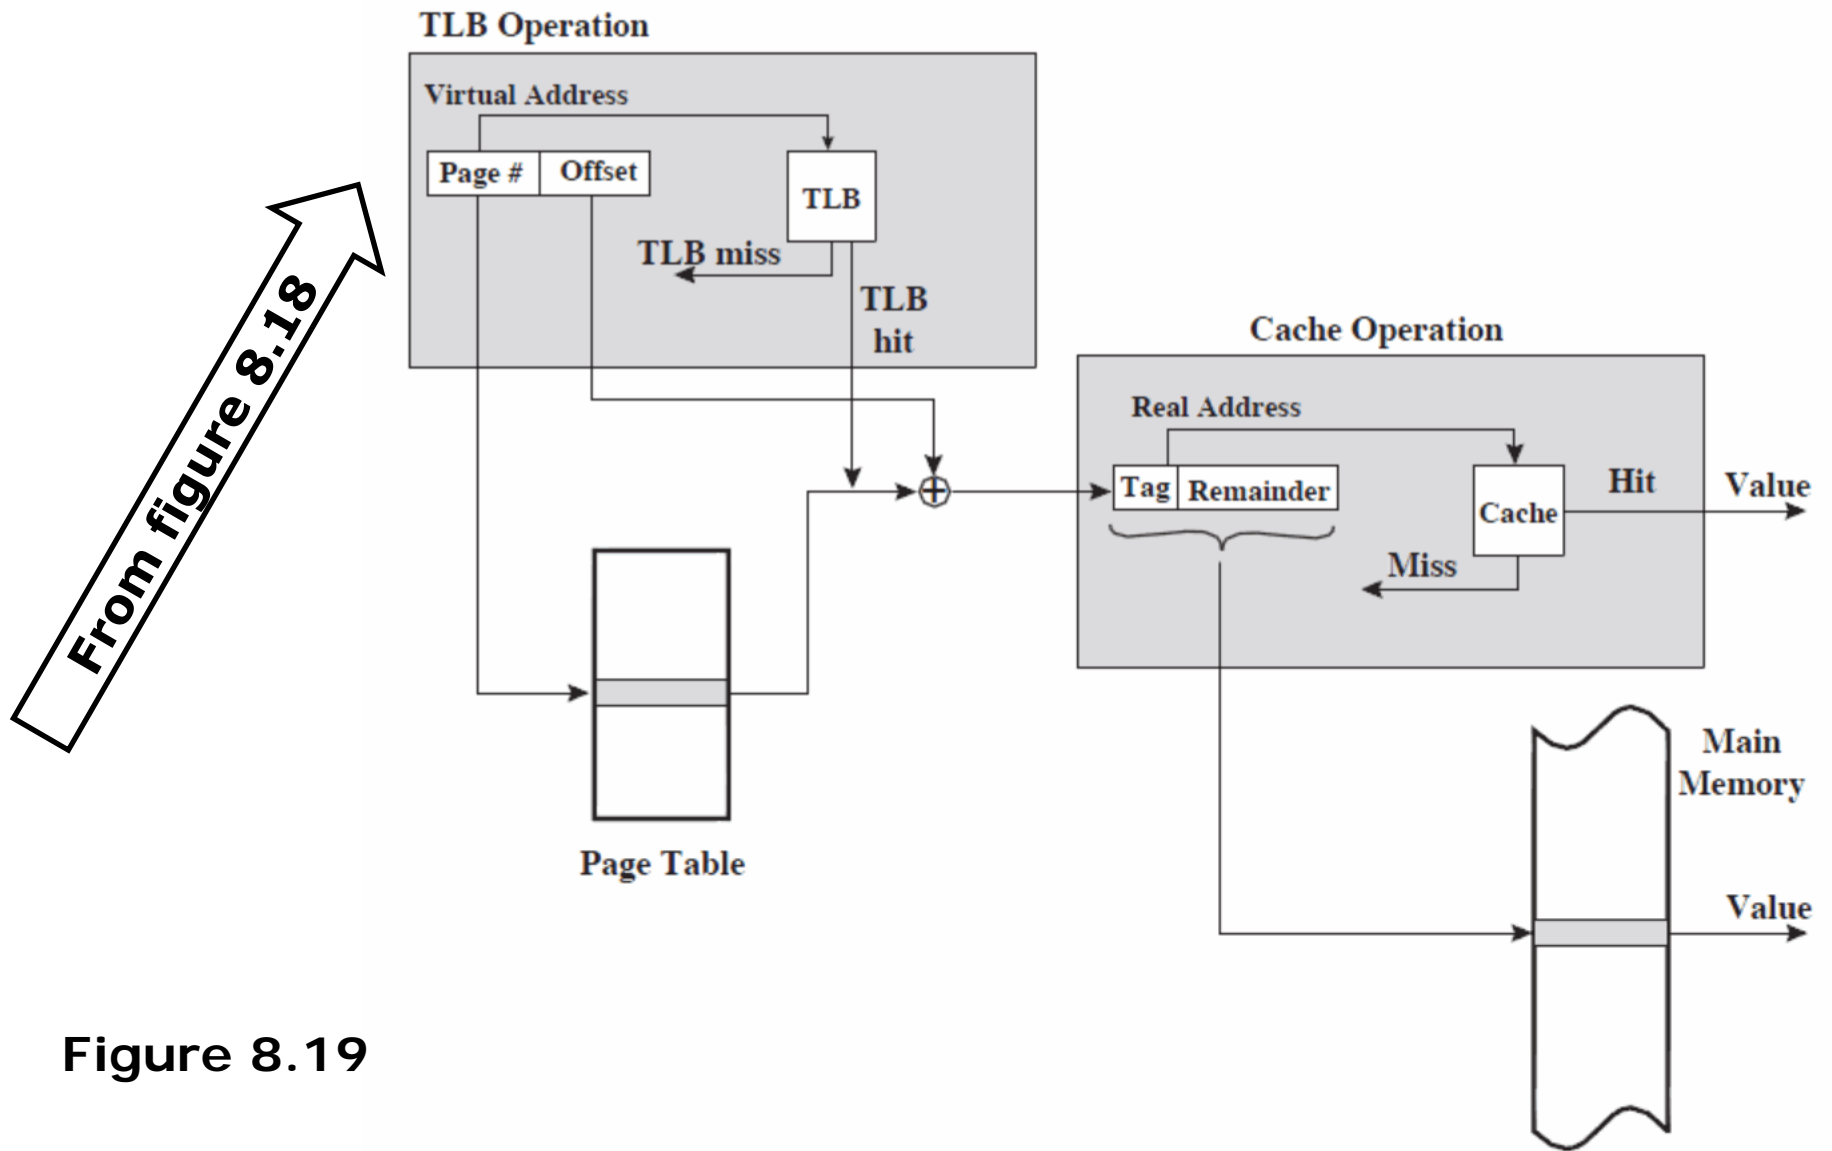 TLB Operation
Virtual Address
Page #
Offset
TLB
TLB miss
TLB
hit
From figure 8.18
Cache Operation
Real Address
Tag
Remainder
Cache
Hit
Value
Miss
Page Table
Main
Memory
Value
Figure 8.19